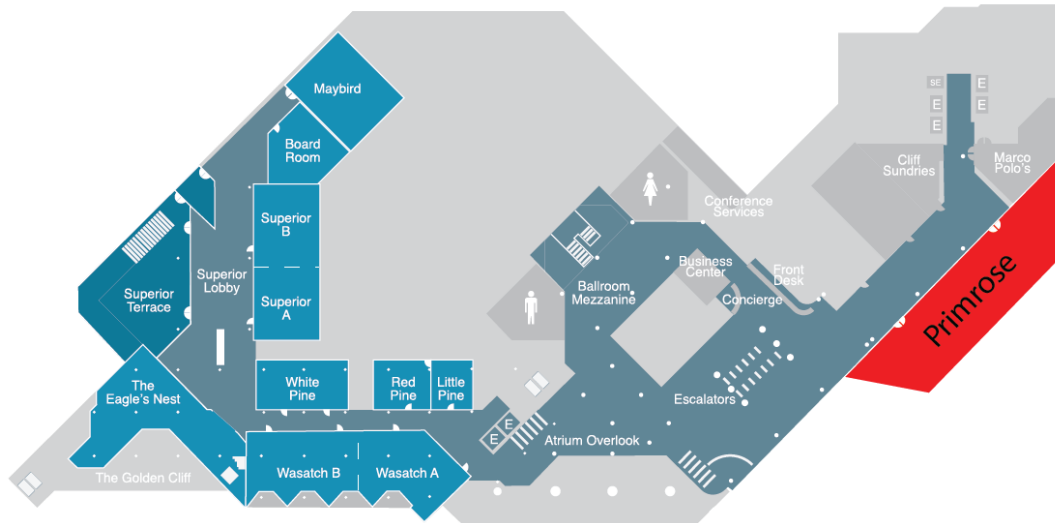 Maybird
Board
Room
Superior
B
Superior
A
Superior
Lobby
Superior
Terrace
The
Eagle's Nest
The Golden Cliff
White
Pine
Red
Pine
Little
Pine
Wasatch B
Wasatch A
E
E
Atrium Overlook
Escalators
Ballroom
Mezzanine
Business
Center
Concierge
Front
Desk
Conference
Services
Cliff
Sundries
SE
E
E
E
E
Marco
Polo's
Primrose